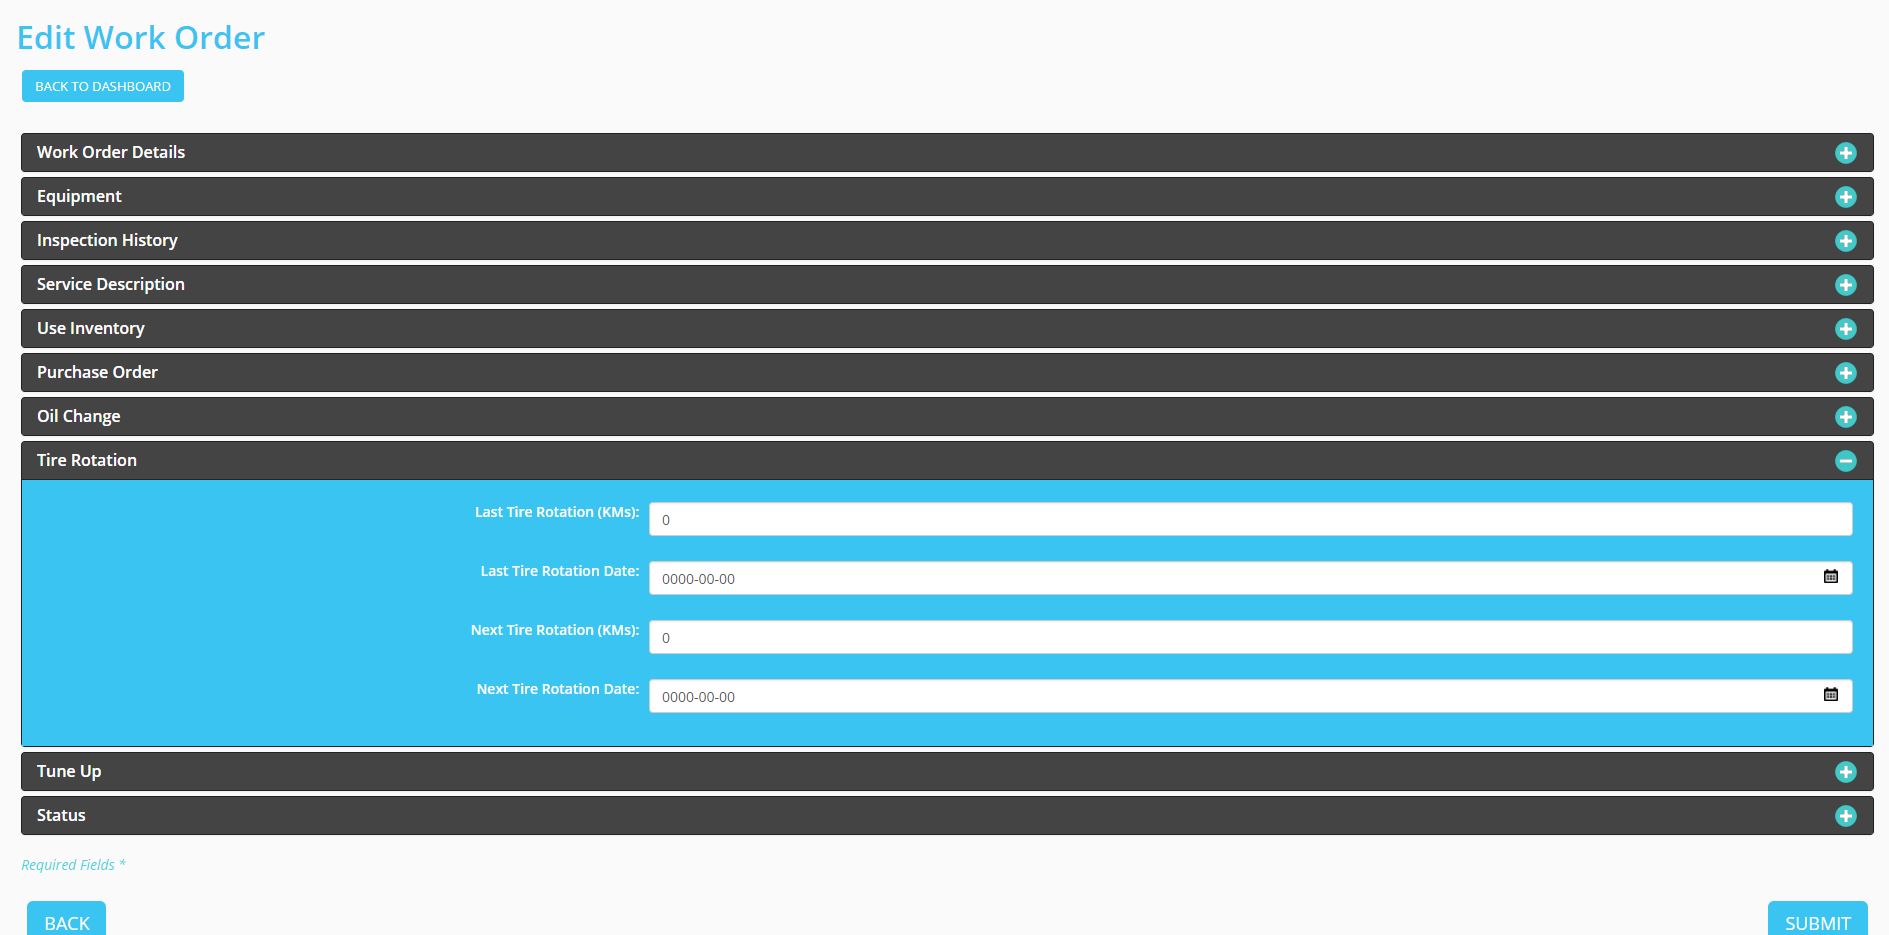 Edit Work Order
BACK TO DASHBOARD
Work Order Details
Equipment
Inspection History
Service Description
Use Inventory
Purchase Order
Oil Change
Tire Rotation
Last Tire Rotation (KMs): 0
Last Tire Rotation Date: 0000-00-00
Next Tire Rotation (KMs): 0
Next Tire Rotation Date: 0000-00-00
Tune Up
Status
Required Fields *
BACK SUBMIT